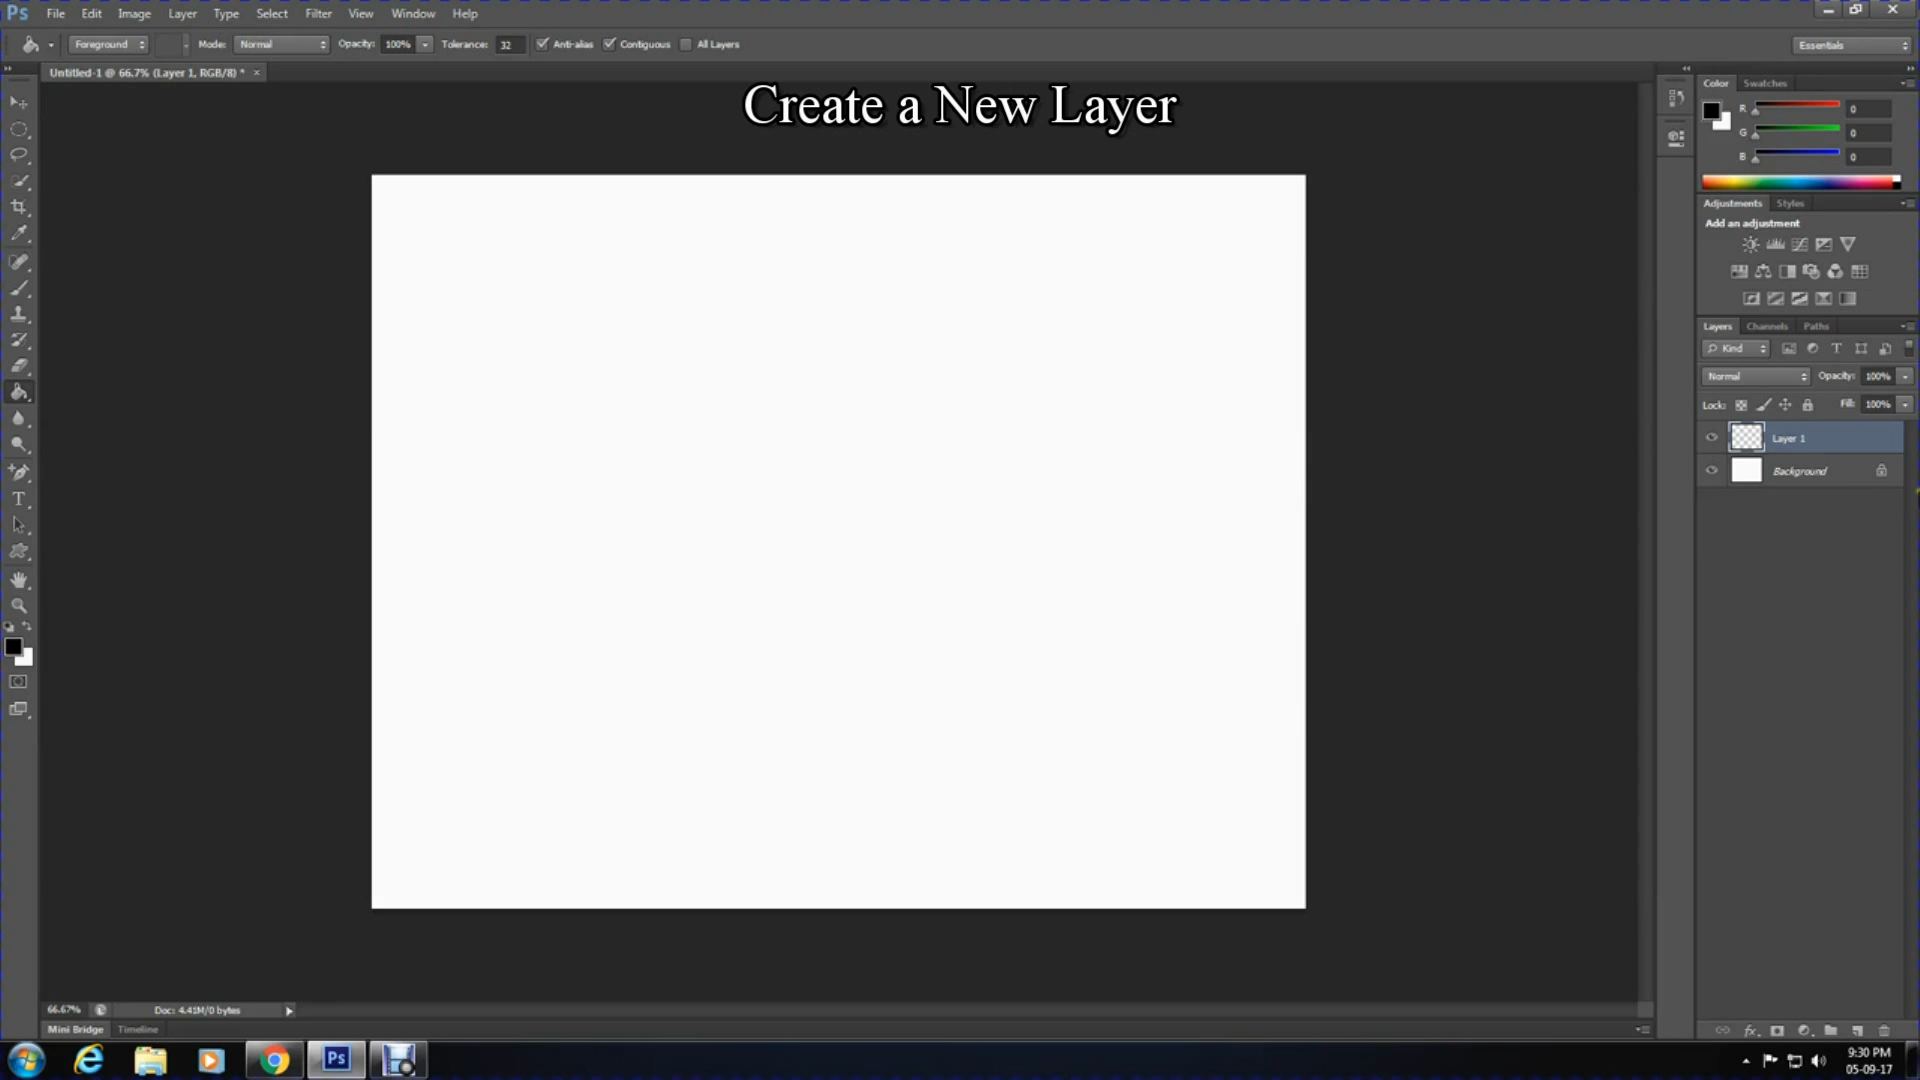 Ps File Edit Image Layer Type Select Filter View Window Help
Foreground Mode: Normal Opacity: 100% Tolerance: 32 Anti-alias Contiguous All Layers Essentials
Untitled-1 @ 66.7% (Layer 1, RGB/8) * ×
Create a New Layer
Color Swatches
R 0
G 0
B 0
Adjustments Styles
Add an adjustment
Layers Channels Paths
Kind
Normal Opacity: 100%
Lock: Fill: 100%
Layer 1
Background
66.67% Doc: 4.41M/0 bytes
Mini Bridge Timeline
Ps
9:30 PM
05-09-17